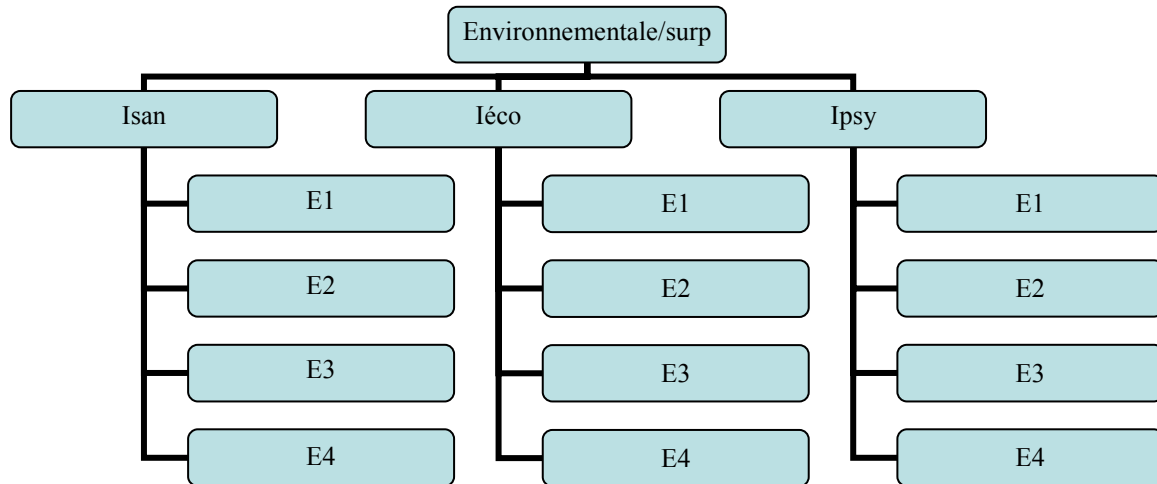 Environnementale/surp
Isan
Iéco
Ipsy
E1
E1
E1
E2
E2
E2
E3
E3
E3
E4
E4
E4